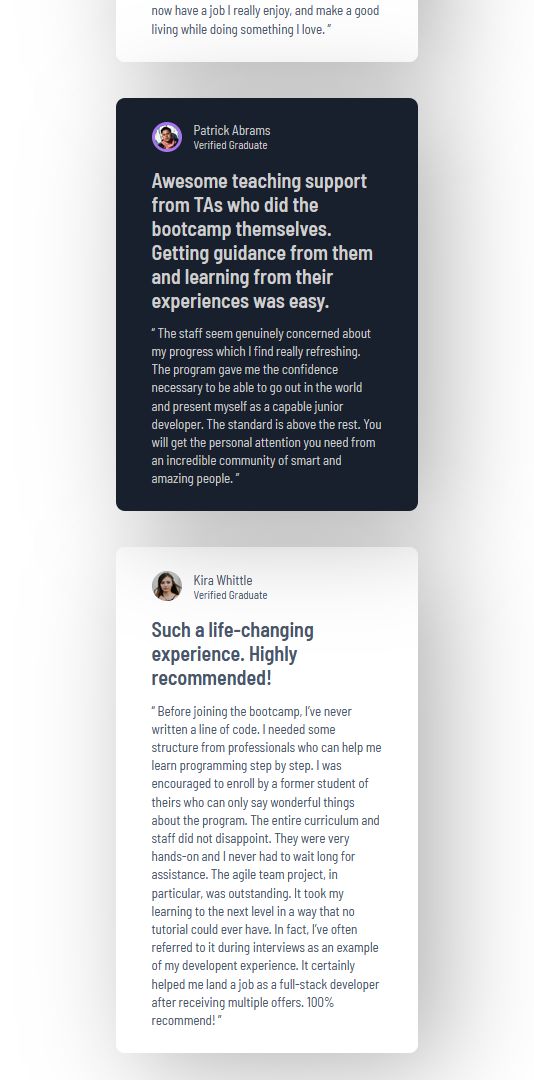 now have a job I really enjoy, and make a good
living while doing something I love. ”
Patrick Abrams
Verified Graduate
Awesome teaching support
from TAs who did the
bootcamp themselves.
Getting guidance from them
and learning from their
experiences was easy.
“ The staff seem genuinely concerned about
my progress which I find really refreshing.
The program gave me the confidence
necessary to be able to go out in the world
and present myself as a capable junior
developer. The standard is above the rest. You
will get the personal attention you need from
an incredible community of smart and
amazing people. ”
Kira Whittle
Verified Graduate
Such a life-changing
experience. Highly
recommended!
“ Before joining the bootcamp, I’ve never
written a line of code. I needed some
structure from professionals who can help me
learn programming step by step. I was
encouraged to enroll by a former student of
theirs who can only say wonderful things
about the program. The entire curriculum and
staff did not disappoint. They were very
hands-on and I never had to wait long for
assistance. The agile team project, in
particular, was outstanding. It took my
learning to the next level in a way that no
tutorial could ever have. In fact, I’ve often
referred to it during interviews as an example
of my developent experience. It certainly
helped me land a job as a full-stack developer
after receiving multiple offers. 100%
recommend! ”